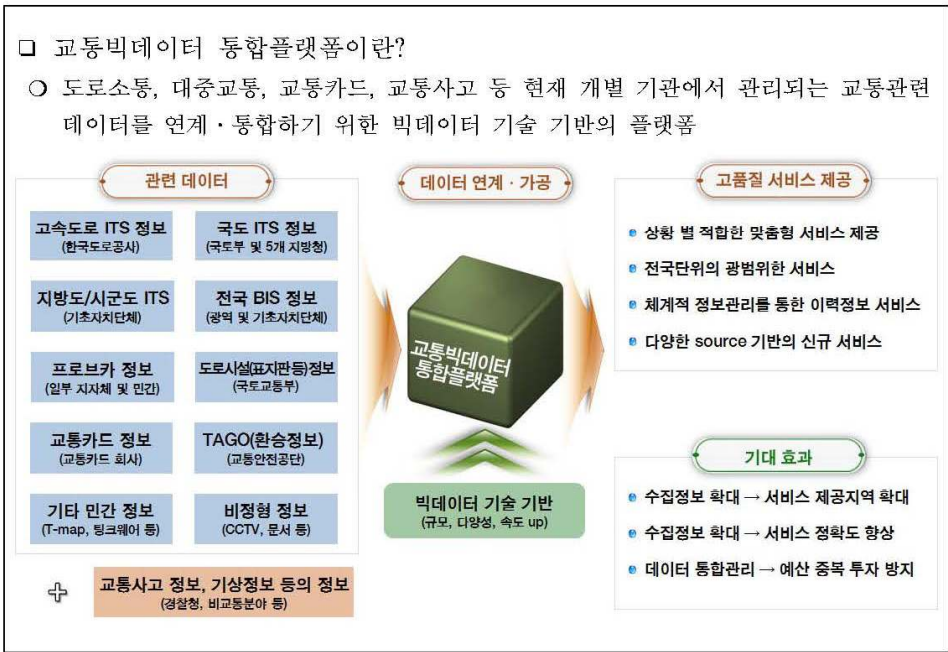 ❑ 교통빅데이터 통합플랫폼이란?
❍ 도로소통, 대중교통, 교통카드, 교통사고 등 현재 개별 기관에서 관리되는 교통관련
데이터를 연계·통합하기 위한 빅데이터 기술 기반의 플랫폼
관련 데이터
고속도로 ITS 정보
(한국도로공사)
국도 ITS 정보
(국토부 및 5개 지방청)
지방도/시군도 ITS
(기초자치단체)
전국 BIS 정보
(광역 및 기초자치단체)
프로브카 정보
(일부 지자체 및 민간)
도로시설(표지판등)정보
(국토교통부)
교통카드 정보
(교통카드 회사)
TAGO(환승정보)
(교통안전공단)
기타 민간 정보
(T-map, 팅크웨어 등)
비정형 정보
(CCTV, 문서 등)
교통사고 정보, 기상정보 등의 정보
(경찰청, 비교통분야 등)
데이터 연계·가공
교통빅데이터
통합플랫폼
빅데이터 기술 기반
(규모, 다양성, 속도 up)
고품질 서비스 제공
상황 별 적합한 맞춤형 서비스 제공
전국단위의 광범위한 서비스
체계적 정보관리를 통한 이력정보 서비스
다양한 source 기반의 신규 서비스
기대 효과
수집정보 확대 → 서비스 제공지역 확대
수집정보 확대 → 서비스 정확도 향상
데이터 통합관리 → 예산 중복 투자 방지